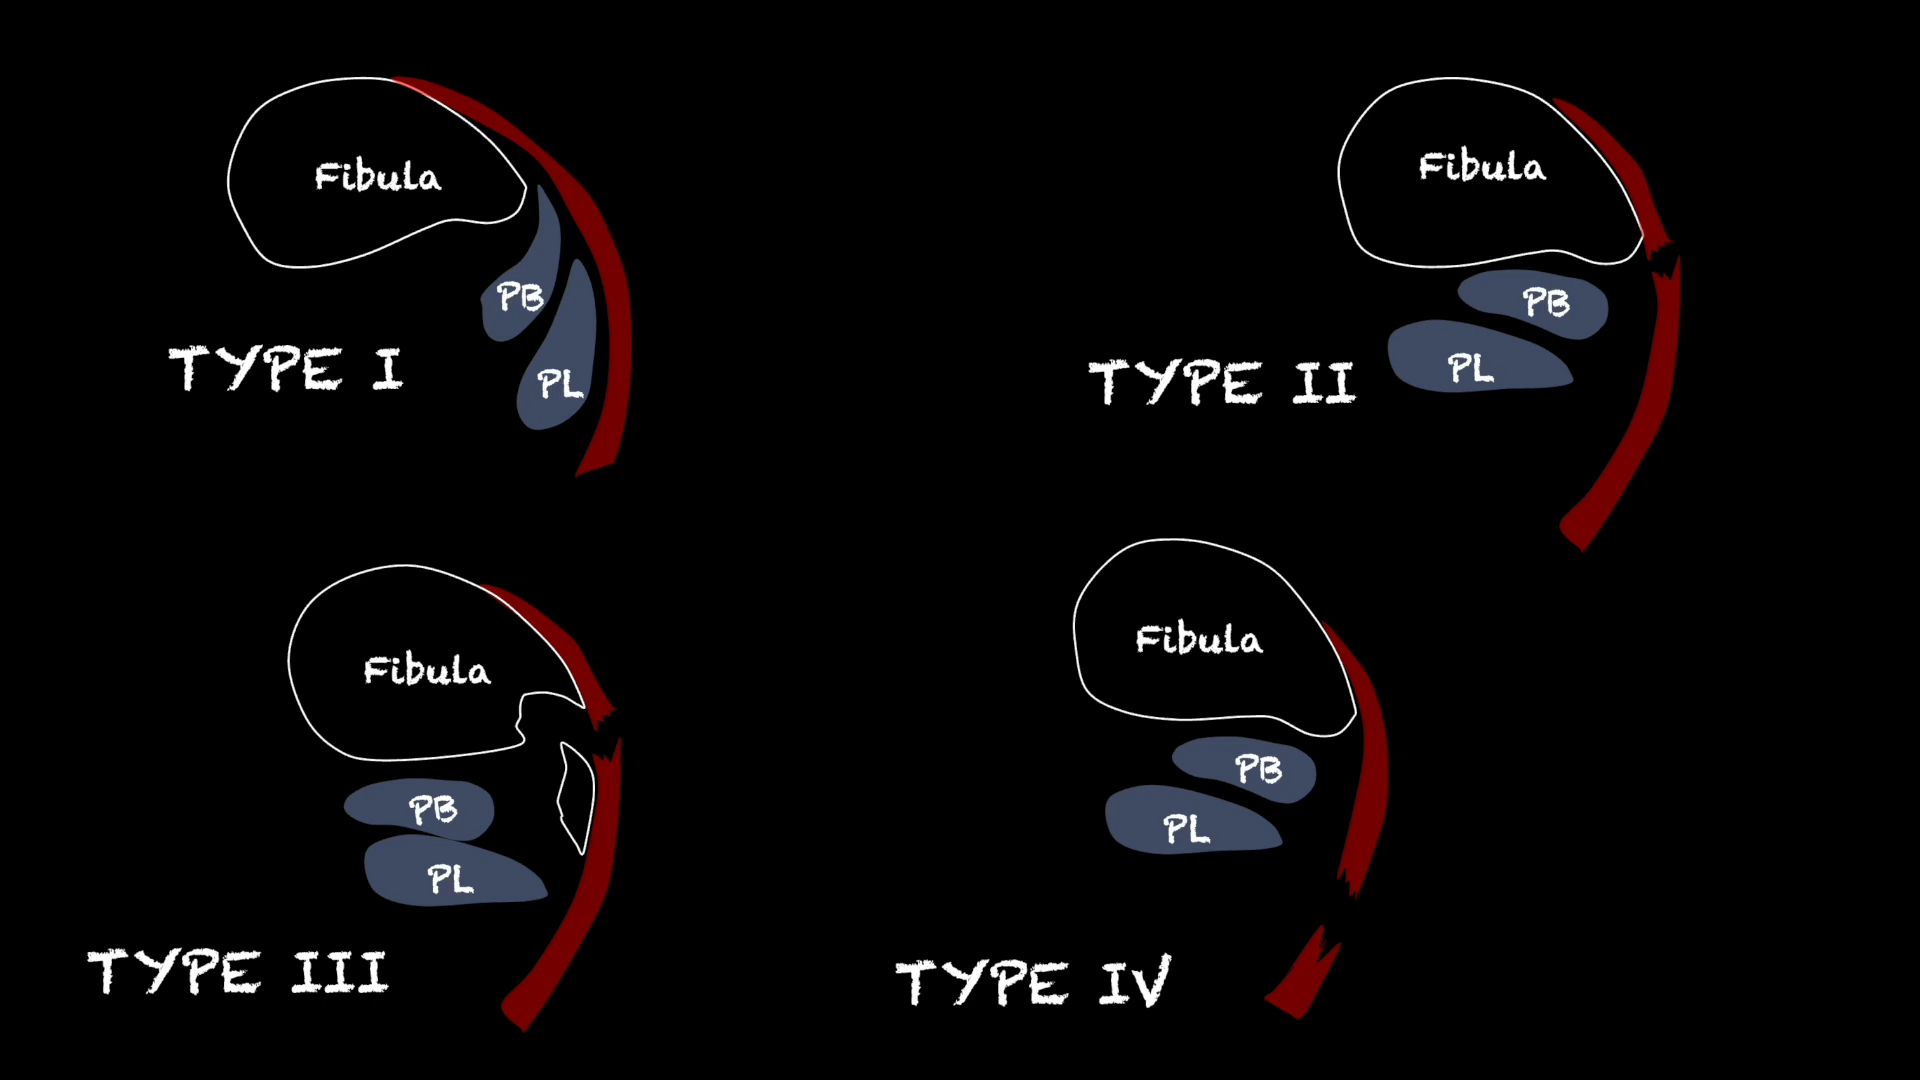 Fibula
PB
PL
TYPE I
Fibula
PB
PL
TYPE II
Fibula
PB
PL
TYPE III
Fibula
PB
PL
TYPE IV